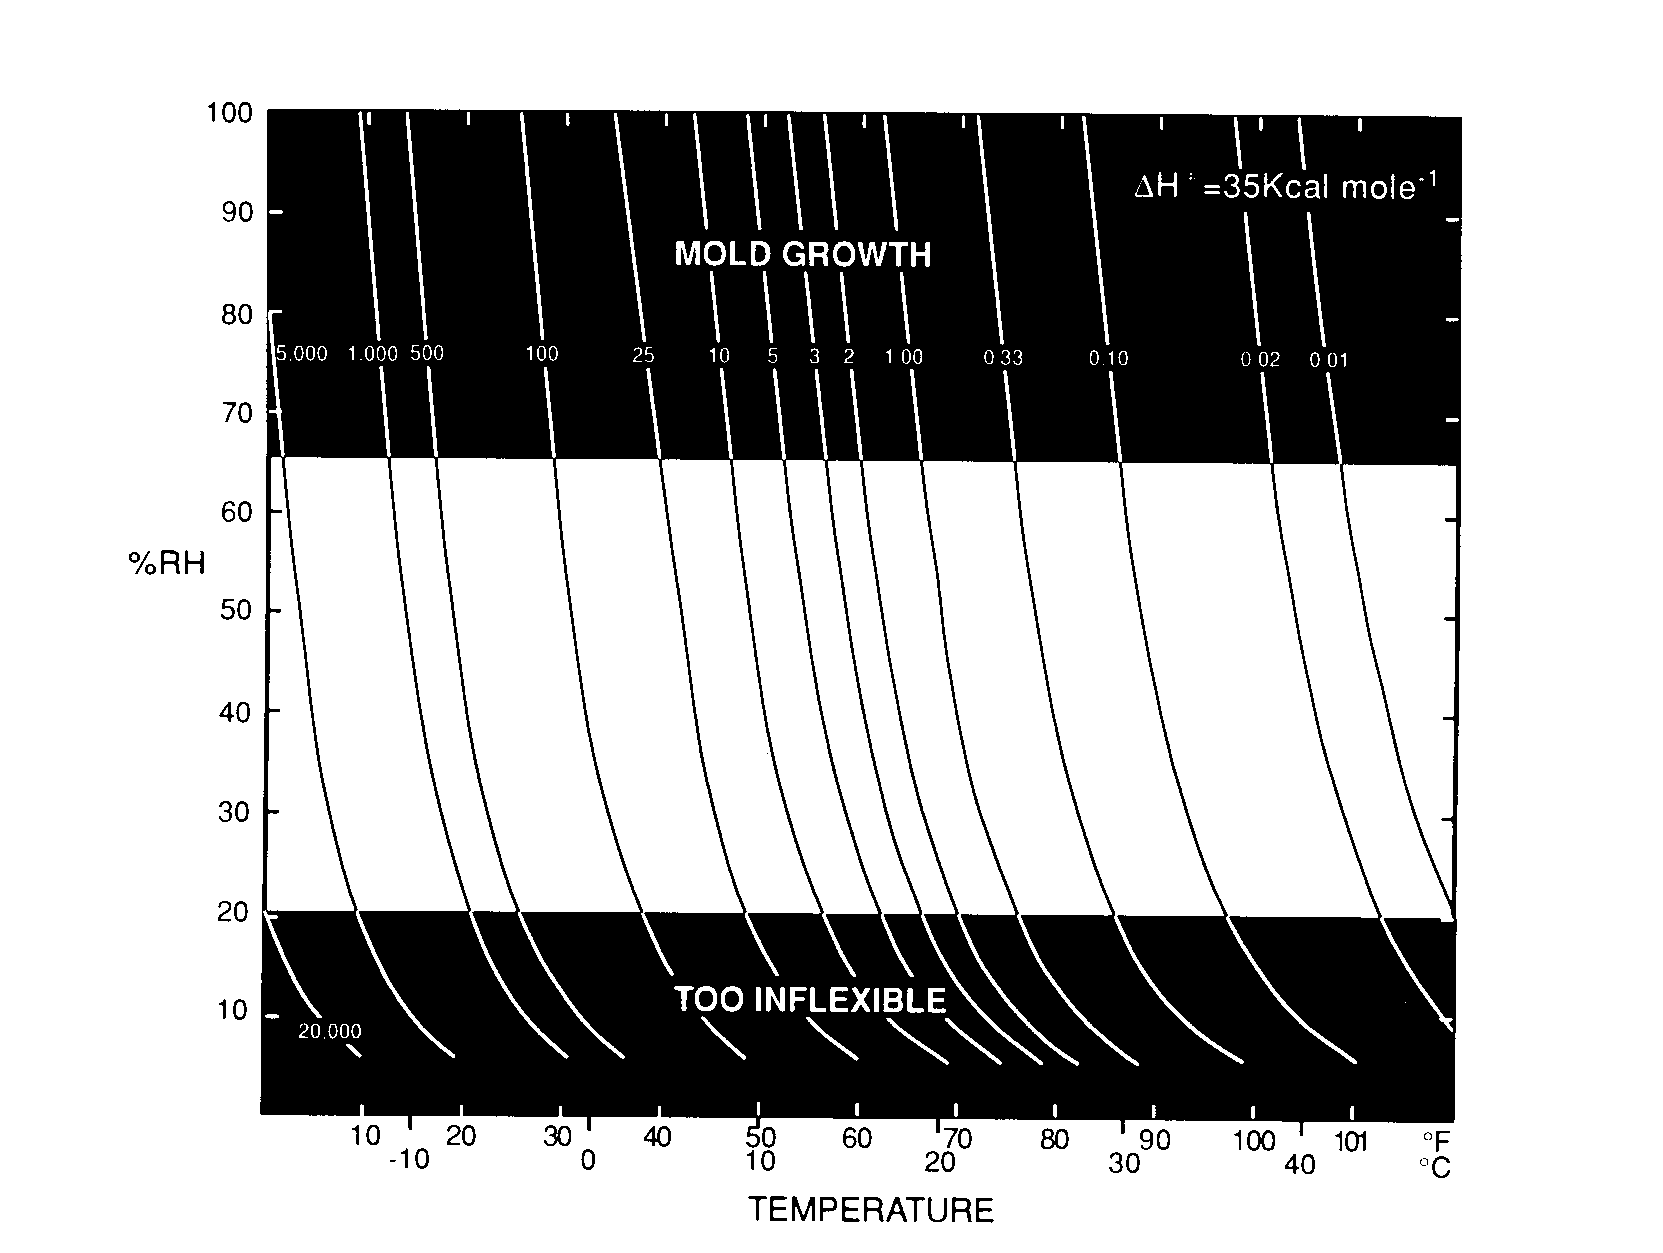 100
ΔH ‡ =35Kcal mole-1
90
MOLD GROWTH
80
5.000 1.000 500 100 25 10 5 3 2 1 00 0 33 0.10 0 02 0 01
70
60
%RH
50
40
30
20
10
TOO INFLEXIBLE
20.000
10 20 30 40 50 60 70 80 90 100 101 °F
-10 0 10 20 30 40 °C
TEMPERATURE